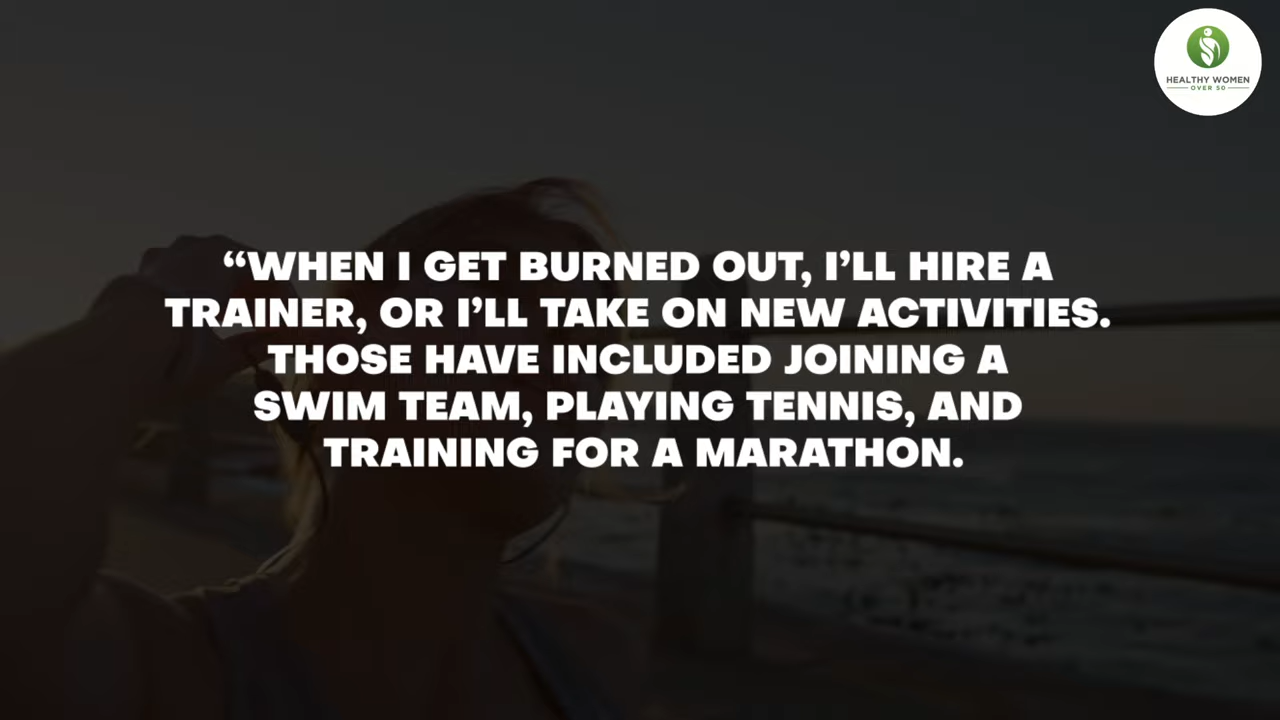 HEALTHY WOMEN
OVER 50
“WHEN I GET BURNED OUT, I’LL HIRE A
TRAINER, OR I’LL TAKE ON NEW ACTIVITIES.
THOSE HAVE INCLUDED JOINING A
SWIM TEAM, PLAYING TENNIS, AND
TRAINING FOR A MARATHON.